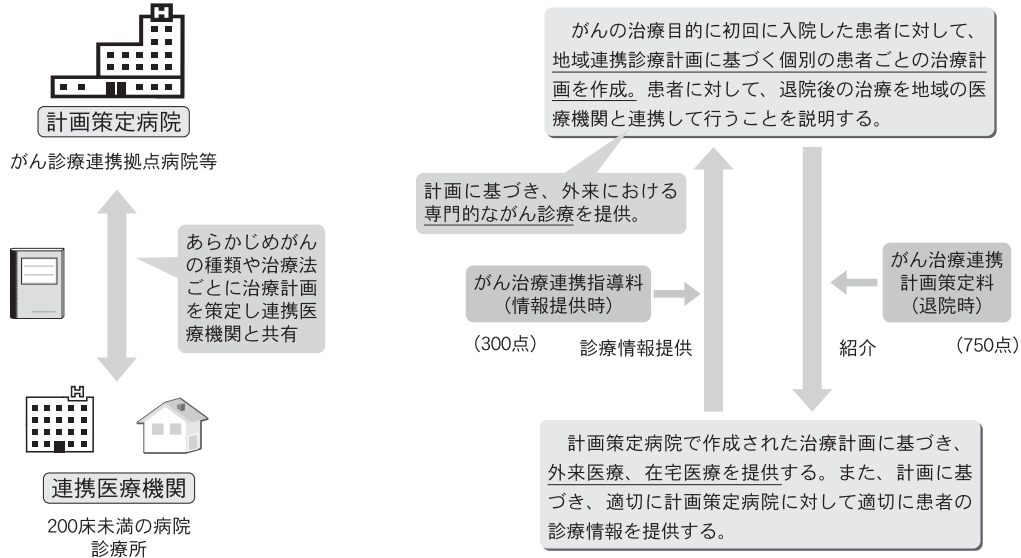 H
計画策定病院
がん診療連携拠点病院等
あらかじめがん
の種類や治療法
ごとに治療計画
を策定し連携医
療機関と共有
H
連携医療機関
200床未満の病院
診療所
がんの治療目的に初回に入院した患者に対して、
地域連携診療計画に基づく個別の患者ごとの治療計
画を作成。患者に対して、退院後の治療を地域の医
療機関と連携して行うことを説明する。
計画に基づき、外来における
専門的ながん診療を提供。
がん治療連携指導料
（情報提供時）
（300点）
診療情報提供
がん治療連携
計画策定料
（退院時）
紹介
（750点）
計画策定病院で作成された治療計画に基づき、
外来医療、在宅医療を提供する。また、計画に基
づき、適切に計画策定病院に対して適切に患者の
診療情報を提供する。